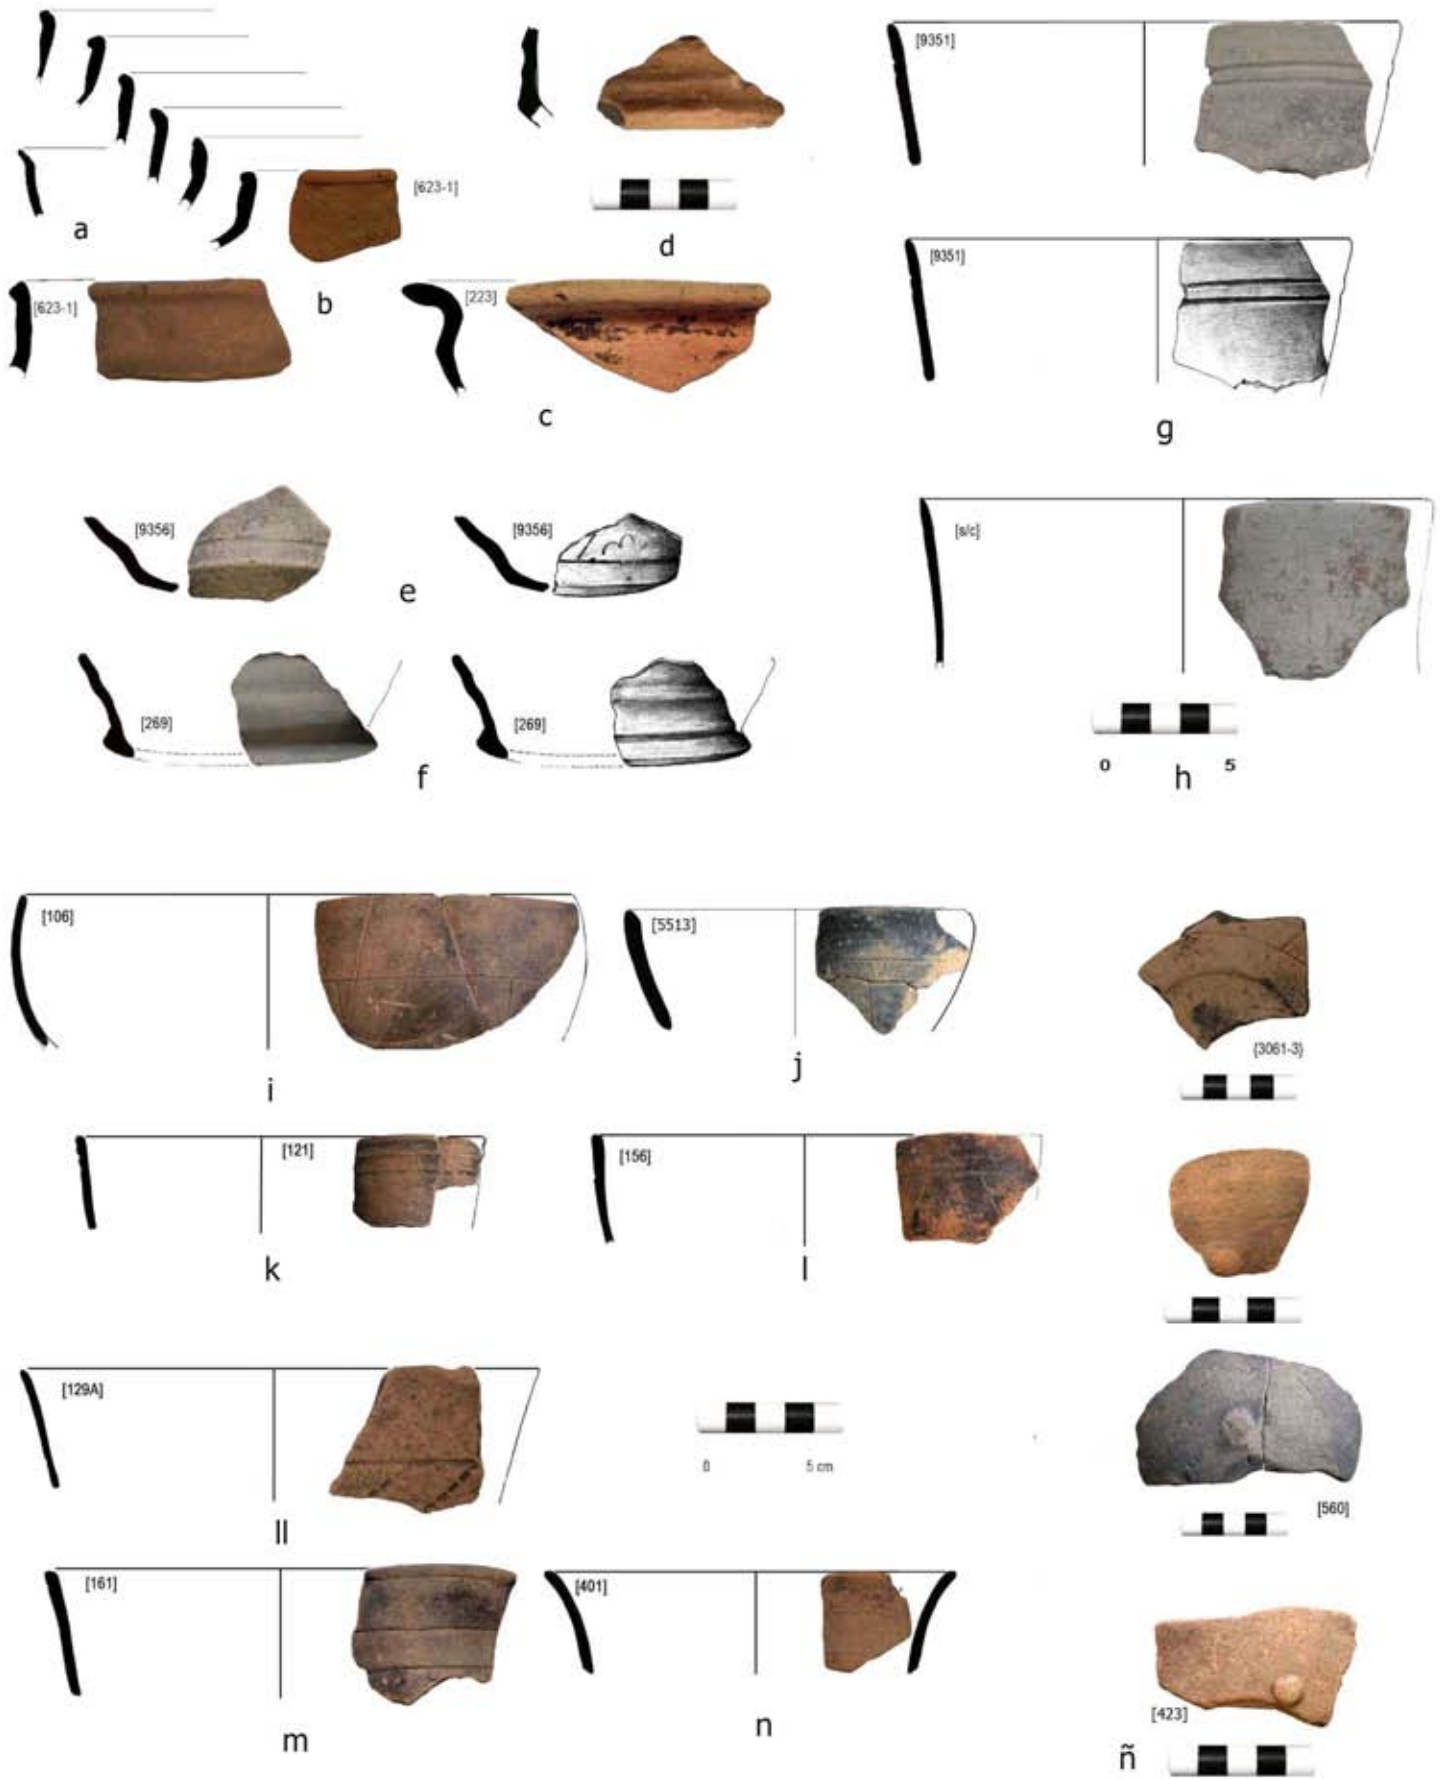 [9351]
[623-1]
a
d
[9351]
[623-1]
b
[223]
c
g
[9356]
[9356]
e
[s/c]
[269]
[269]
f
0 5
h
[106]
[5513]
i
j
{3061-3}
[121]
[156]
k
l
[129A]
0 5 cm
ll
[560]
[161]
[401]
m
n
[423]
ñ